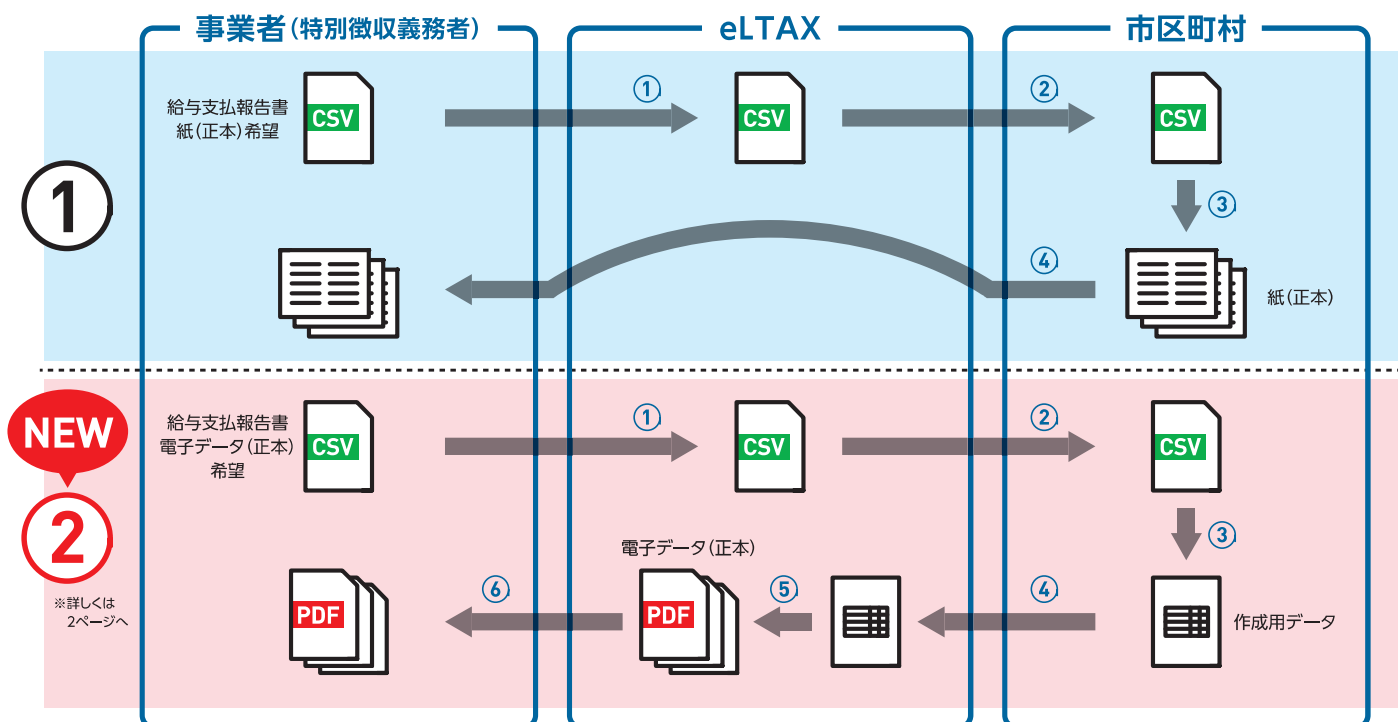 事業者(特別徴収義務者)
eLTAX
市区町村
1
給与支払報告書
紙(正本)希望
CSV
①
CSV
②
CSV
③
④
紙(正本)
NEW
2
※詳しくは
2ページへ
給与支払報告書
電子データ(正本)
希望
CSV
①
CSV
②
CSV
③
電子データ(正本)
PDF
⑥
PDF
⑤
④
作成用データ